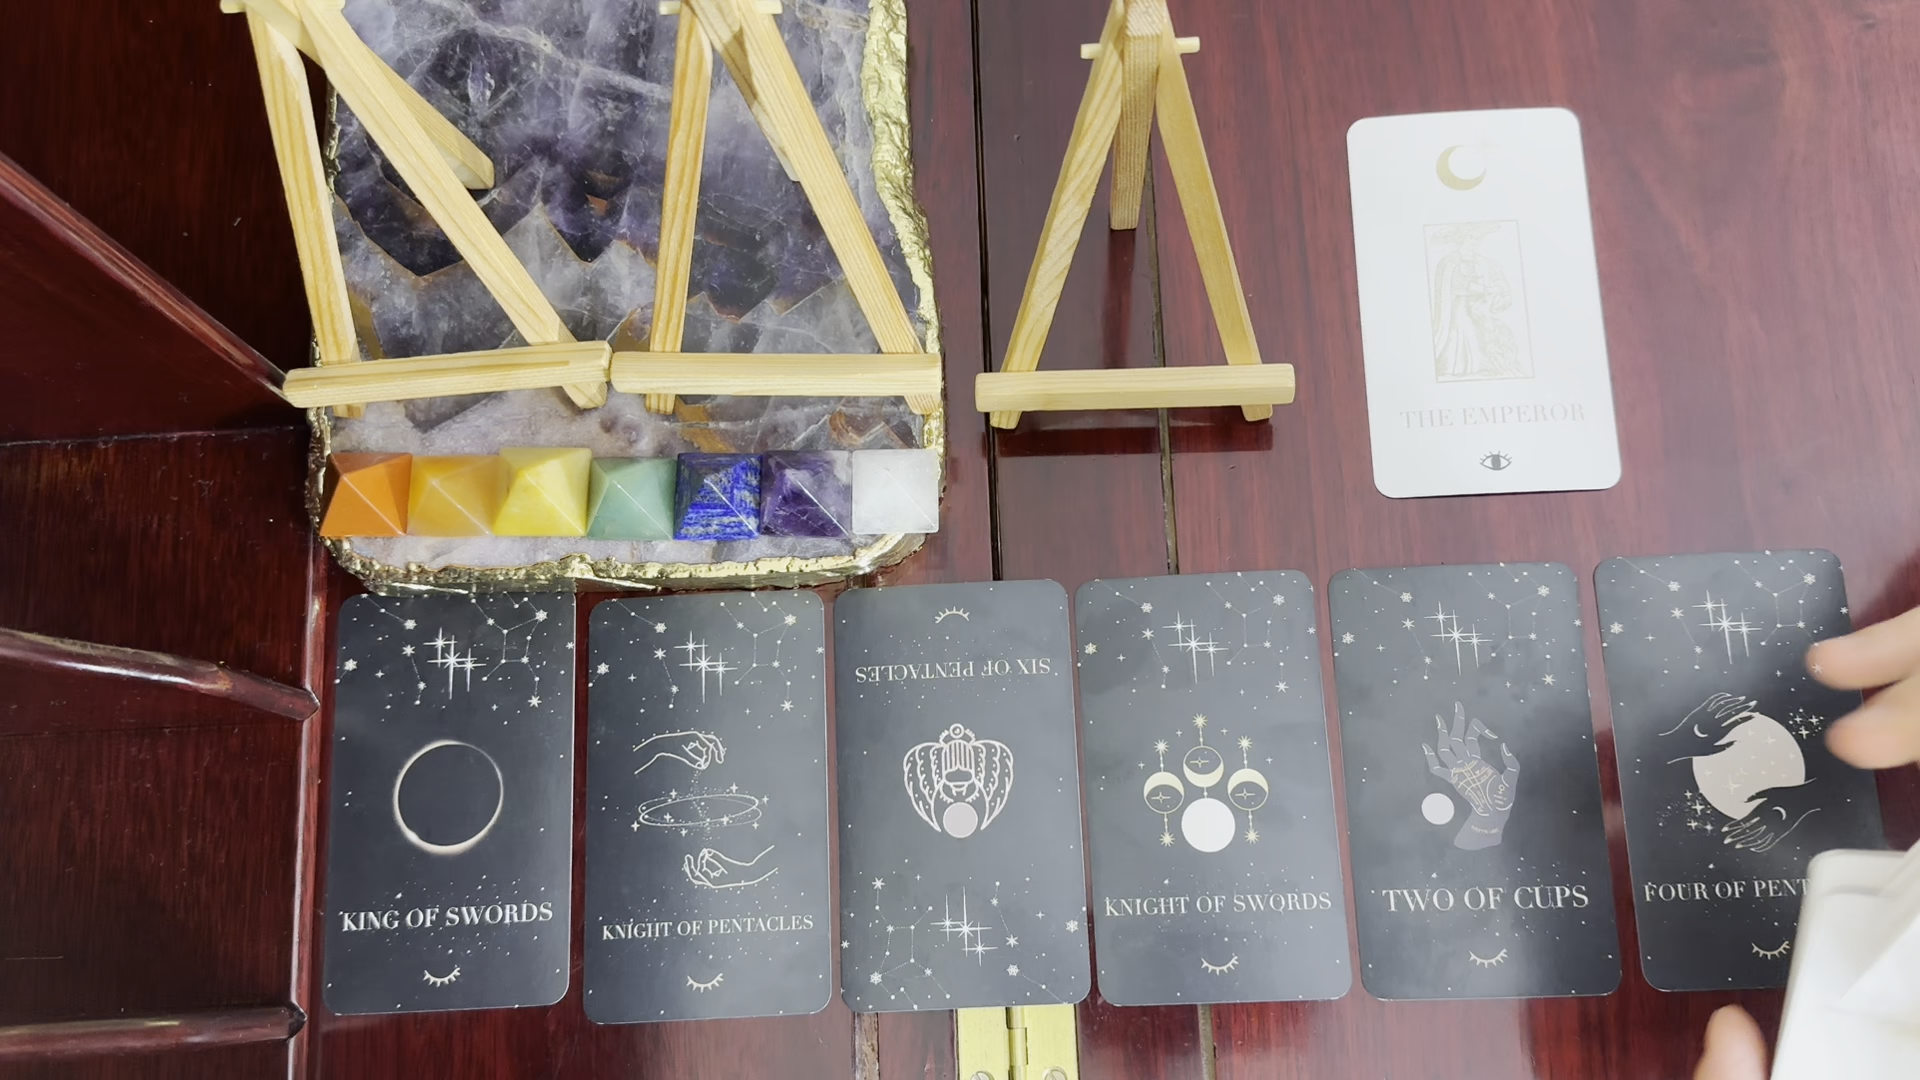 THE EMPEROR
KING OF SWORDS
KNIGHT OF PENTACLES
SIX OF PENTACLES
KNIGHT OF SWORDS
TWO OF CUPS
FOUR OF PENT